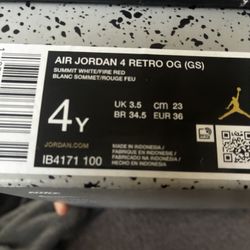 AIR JORDAN 4 RETRO OG (GS)
SUMMIT WHITE/FIRE RED
BLANC SOMMET/ROUGE FEU
4Y
UK 3.5 cm 23
BR 34.5 EUR 36
JORDAN.COM
IB4171 100
MADE IN INDONESIA
FABRIQUÉ EN INDONÉSIE
HECHO EN INDONESIA
FABRICADO NA INDONÉSIA
NIKE